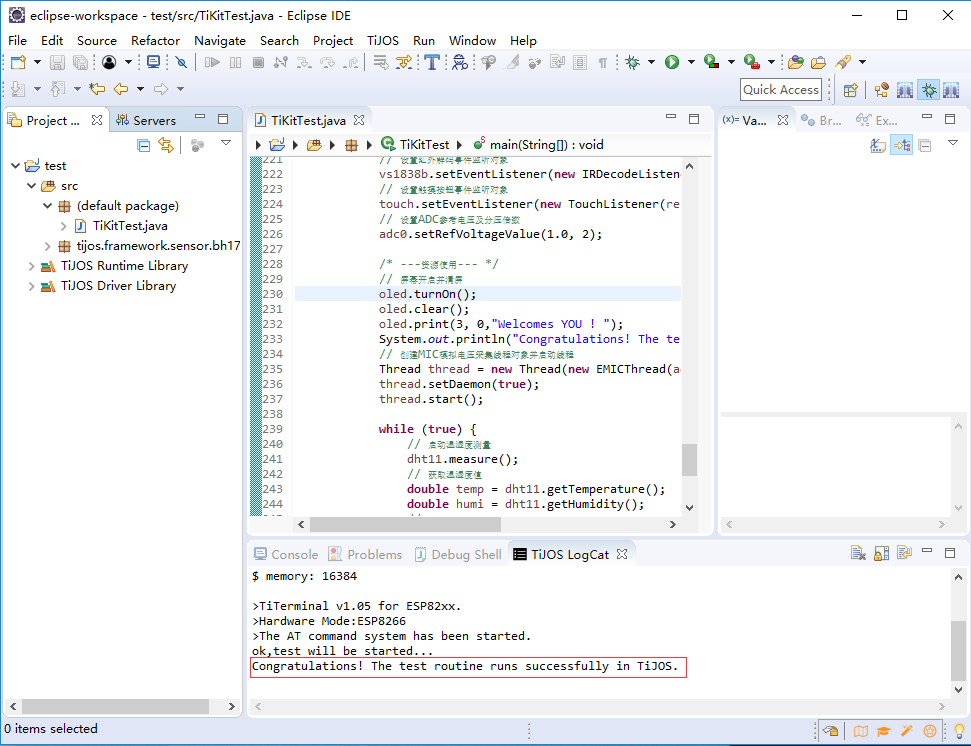 eclipse-workspace - test/src/TiKitTest.java - Eclipse IDE
File Edit Source Refactor Navigate Search Project TiJOS Run Window Help
Quick Access
Project ... Servers
test
src
(default package)
TiKitTest.java
tijos.framework.sensor.bh17
TiJOS Runtime Library
TiJOS Driver Library
TiKitTest.java
TiKitTest main(String[]) : void
221 // 设置红外解码事件监听对象
222 vs1838b.setEventListener(new IRDecodeListen
223 // 设置触摸按钮事件监听对象
224 touch.setEventListener(new TouchListener(re
225 // 设置ADC参考电压及分压倍数
226 adc0.setRefVoltageValue(1.0, 2);
227
228 /* ---资源使用--- */
229 // 屏幕开启并清屏
230 oled.turnOn();
231 oled.clear();
232 oled.print(3, 0,"Welcomes YOU ! ");
233 System.out.println("Congratulations! The te
234 // 创建MIC模拟电压采集线程对象并启动线程
235 Thread thread = new Thread(new EMICThread(a
236 thread.setDaemon(true);
237 thread.start();
238
239 while (true) {
240 // 启动温湿度测量
241 dht11.measure();
242 // 获取温湿度值
243 double temp = dht11.getTemperature();
244 double humi = dht11.getHumidity();
(x)= Va... Br... Ex...
Console Problems Debug Shell TiJOS LogCat
$ memory: 16384
>TiTerminal v1.05 for ESP82xx.
>Hardware Mode:ESP8266
>The AT command system has been started.
ok,test will be started...
Congratulations! The test routine runs successfully in TiJOS.
0 items selected